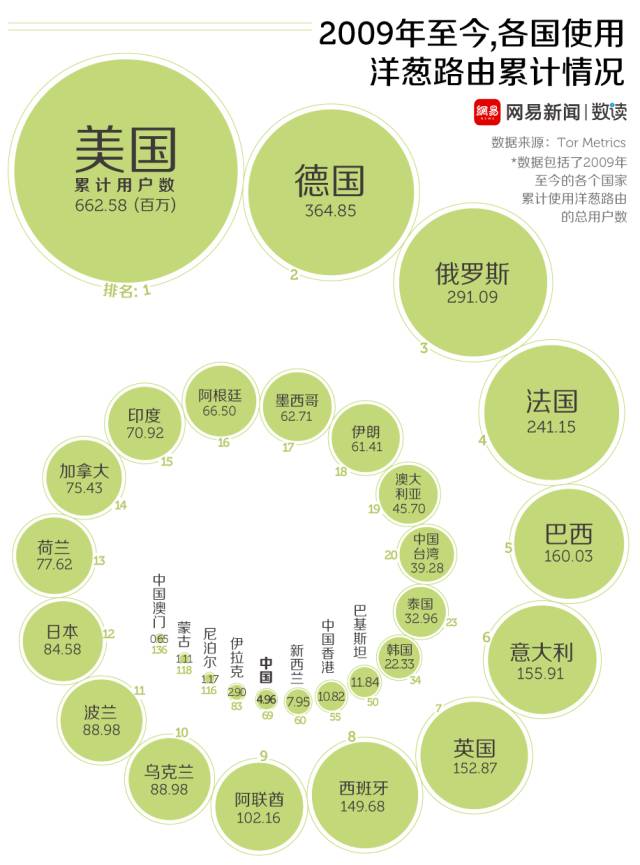 2009年至今,各国使用
洋葱路由累计情况
網易
NEWS
网易新闻|数读
数据来源：Tor Metrics
*数据包括了2009年
至今的各个国家
累计使用洋葱路由
的总用户数
美国
累计用户数
662.58 (百万)
排名: 1
德国
364.85
2
俄罗斯
291.09
3
法国
241.15
4
巴西
160.03
5
意大利
155.91
6
英国
152.87
7
西班牙
149.68
8
阿联酋
102.16
9
乌克兰
88.98
10
波兰
88.98
11
日本
84.58
12
荷兰
77.62
13
加拿大
75.43
14
印度
70.92
15
阿根廷
66.50
16
墨西哥
62.71
17
伊朗
61.41
18
澳大
利亚
45.70
19
中国
台湾
39.28
20
泰国
32.96
23
韩国
22.33
34
巴基斯坦
11.84
50
中国香港
10.82
55
新西兰
7.95
60
中国
4.96
69
伊拉克
2.90
83
尼泊尔
1.17
116
蒙古
1.11
118
中国澳门
0.65
136